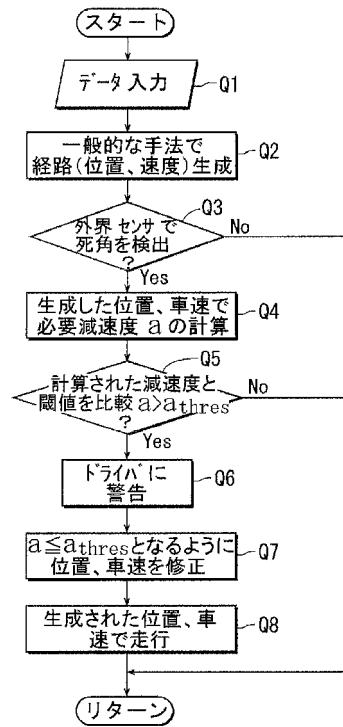 スタート
データ入力
Q1
一般的な手法で
経路(位置、速度)生成
Q2
Q3
外界センサで
死角を検出
?
No
Yes
生成した位置、車速で
必要減速度 a の計算
Q4
Q5
計算された減速度と
閾値を比較 a>athres
?
No
Yes
ドライバに
警告
Q6
a≦athresとなるように
位置、車速を修正
Q7
生成された位置、車
速で走行
Q8
リターン